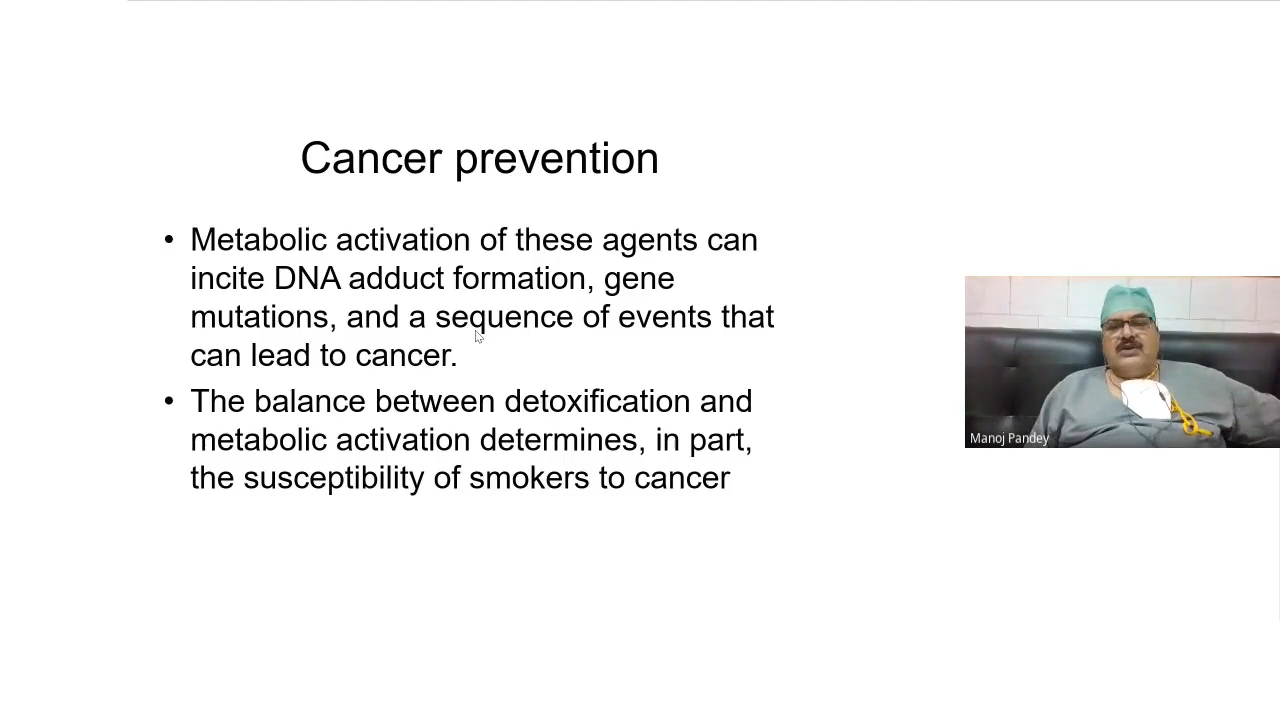 Cancer prevention
• Metabolic activation of these agents can
incite DNA adduct formation, gene
mutations, and a sequence of events that
can lead to cancer.
• The balance between detoxification and
metabolic activation determines, in part,
the susceptibility of smokers to cancer
Manoj Pandey